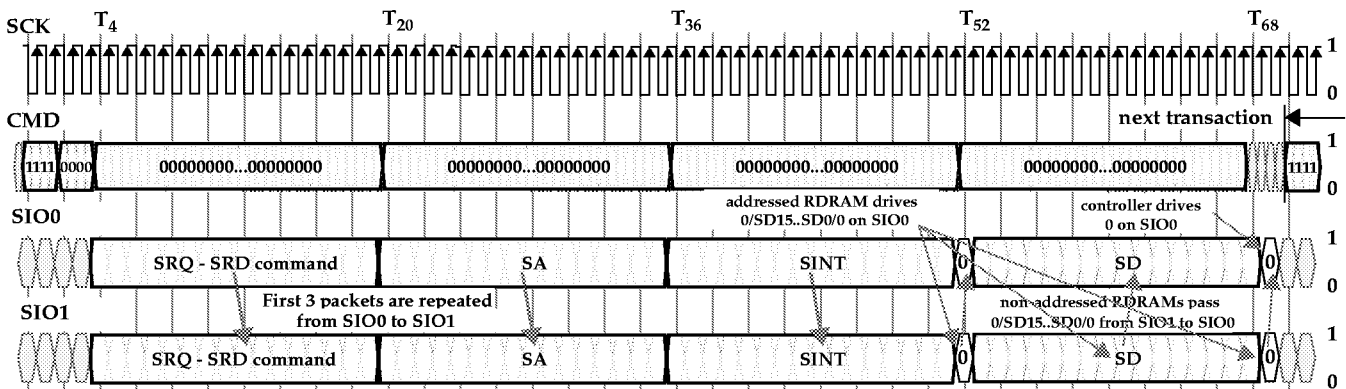 T4 T20 T36 T52 T68
SCK 1
0
CMD next transaction
1111 0000 00000000...00000000 00000000...00000000 00000000...00000000 00000000...00000000 1111 1
0
addressed RDRAM drives
0/SD15..SD0/0 on SIO0
controller drives
0 on SIO0
SIO0 1
SRQ - SRD command SA SINT 0 SD 0
0
First 3 packets are repeated
from SIO0 to SIO1
non-addressed RDRAMs pass
0/SD15..SD0/0 from SIO1 to SIO0
SIO1 1
SRQ - SRD command SA SINT 0 SD 0
0